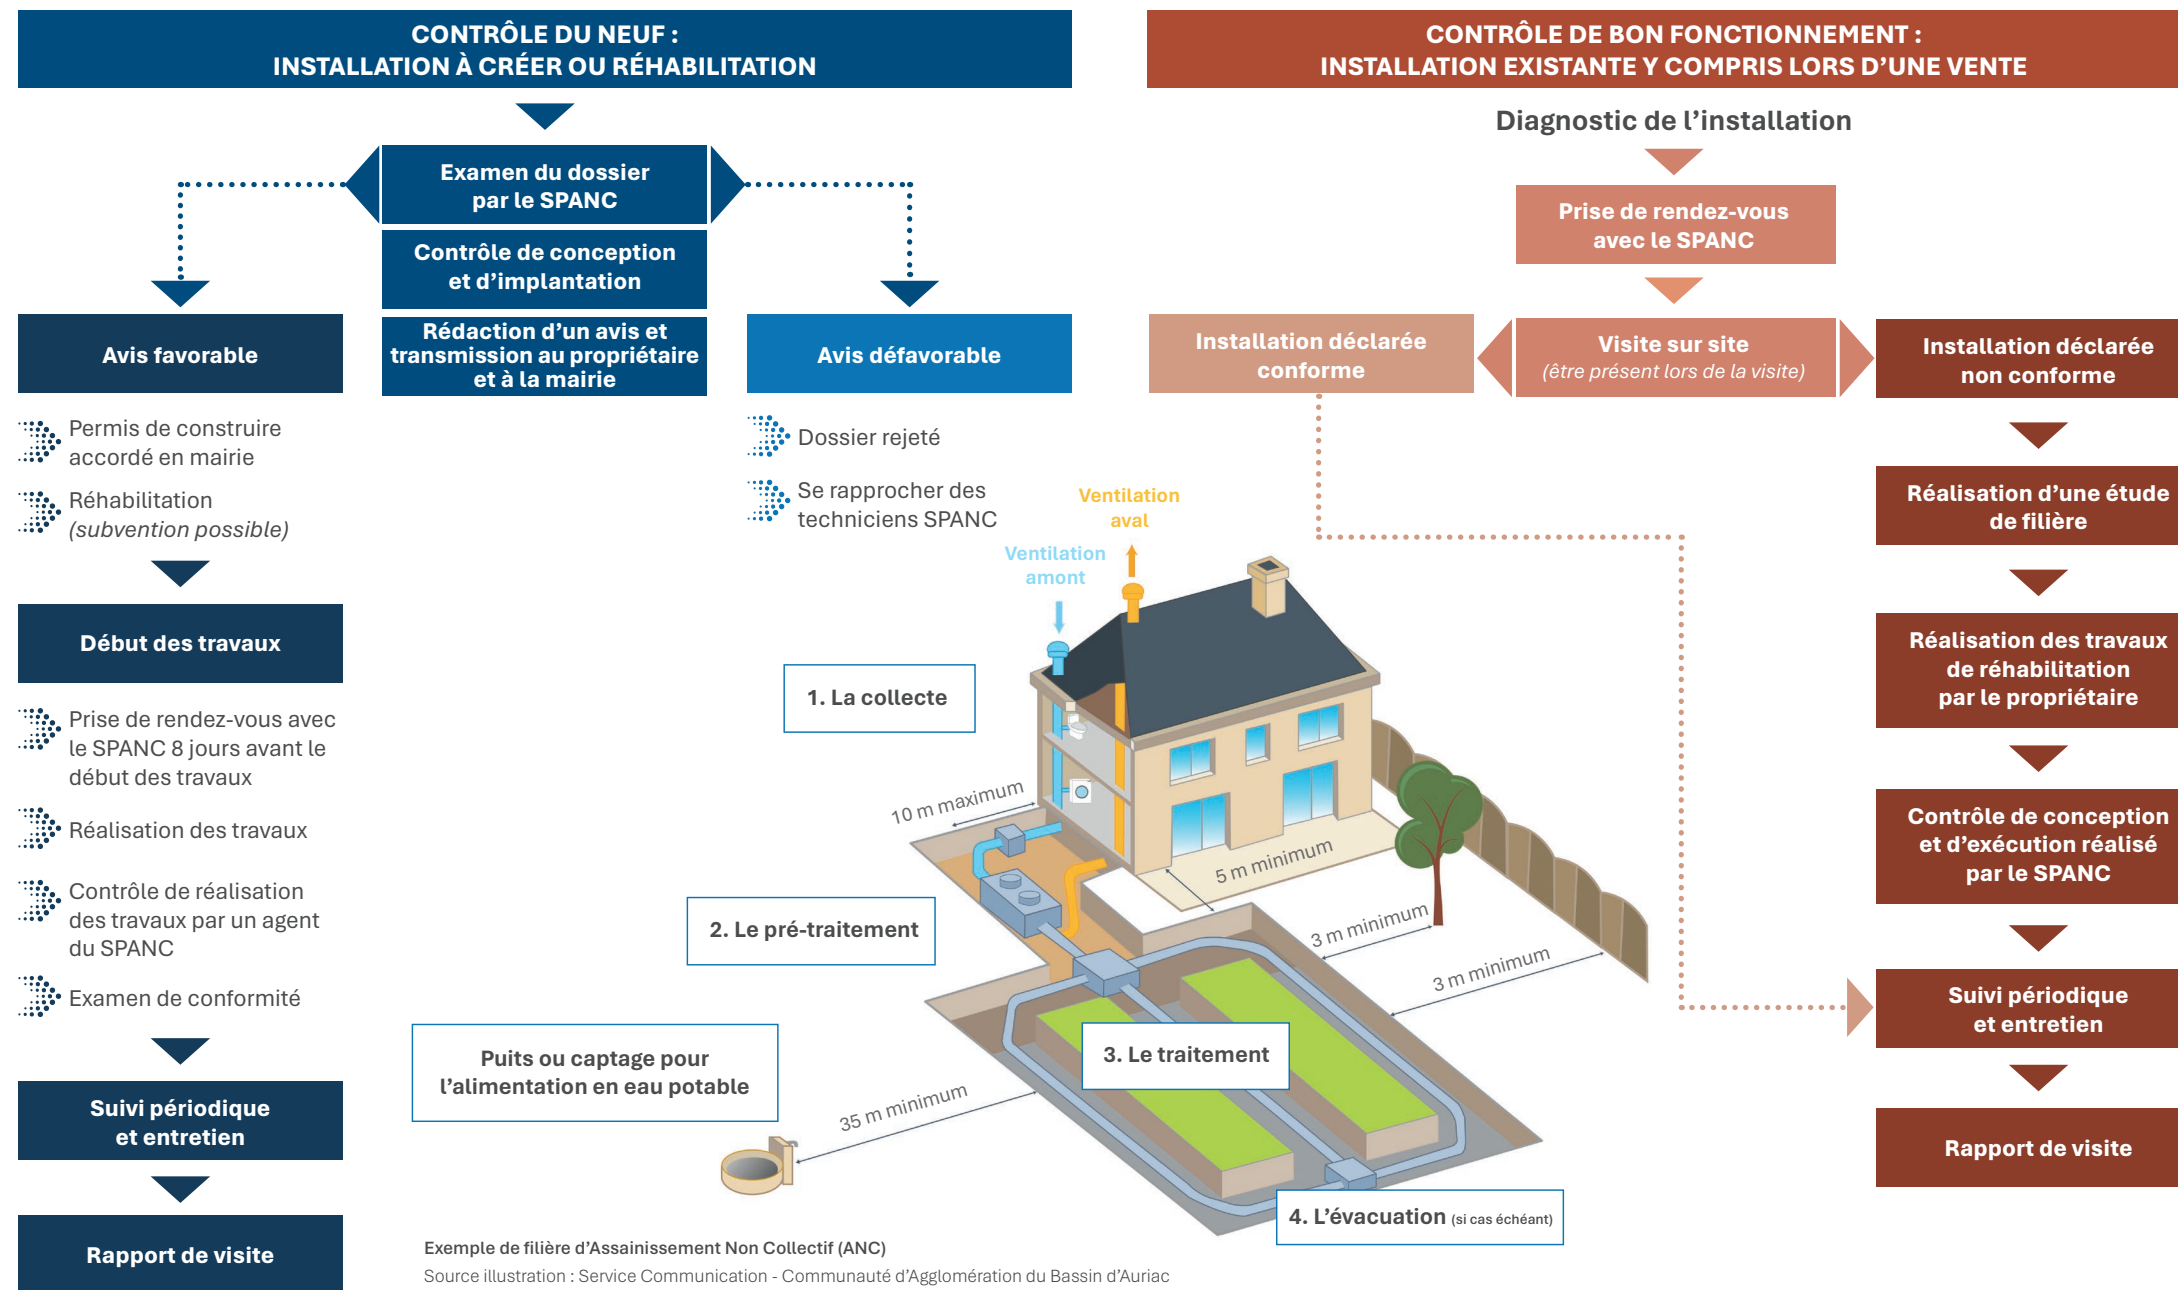 CONTRÔLE DU NEUF :
INSTALLATION À CRÉER OU RÉHABILITATION
Examen du dossier
par le SPANC
Contrôle de conception
et d’implantation
Rédaction d’un avis et
transmission au propriétaire
et à la mairie
Avis favorable
Permis de construire
accordé en mairie
Réhabilitation
(subvention possible)
Début des travaux
Prise de rendez-vous avec
le SPANC 8 jours avant le
début des travaux
Réalisation des travaux
Contrôle de réalisation
des travaux par un agent
du SPANC
Examen de conformité
Suivi périodique
et entretien
Rapport de visite
Avis défavorable
Dossier rejeté
Se rapprocher des
techniciens SPANC
CONTRÔLE DE BON FONCTIONNEMENT :
INSTALLATION EXISTANTE Y COMPRIS LORS D’UNE VENTE
Diagnostic de l’installation
Prise de rendez-vous
avec le SPANC
Visite sur site
(être présent lors de la visite)
Installation déclarée
conforme
Installation déclarée
non conforme
Réalisation d’une étude
de filière
Réalisation des travaux
de réhabilitation
par le propriétaire
Contrôle de conception
et d’exécution réalisé
par le SPANC
Suivi périodique
et entretien
Rapport de visite
Ventilation
aval
Ventilation
amont
1. La collecte
10 m maximum
5 m minimum
2. Le pré-traitement
3 m minimum
3 m minimum
3. Le traitement
Puits ou captage pour
l’alimentation en eau potable
35 m minimum
4. L’évacuation (si cas échéant)
Exemple de filière d’Assainissement Non Collectif (ANC)
Source illustration : Service Communication - Communauté d’Agglomération du Bassin d’Auriac